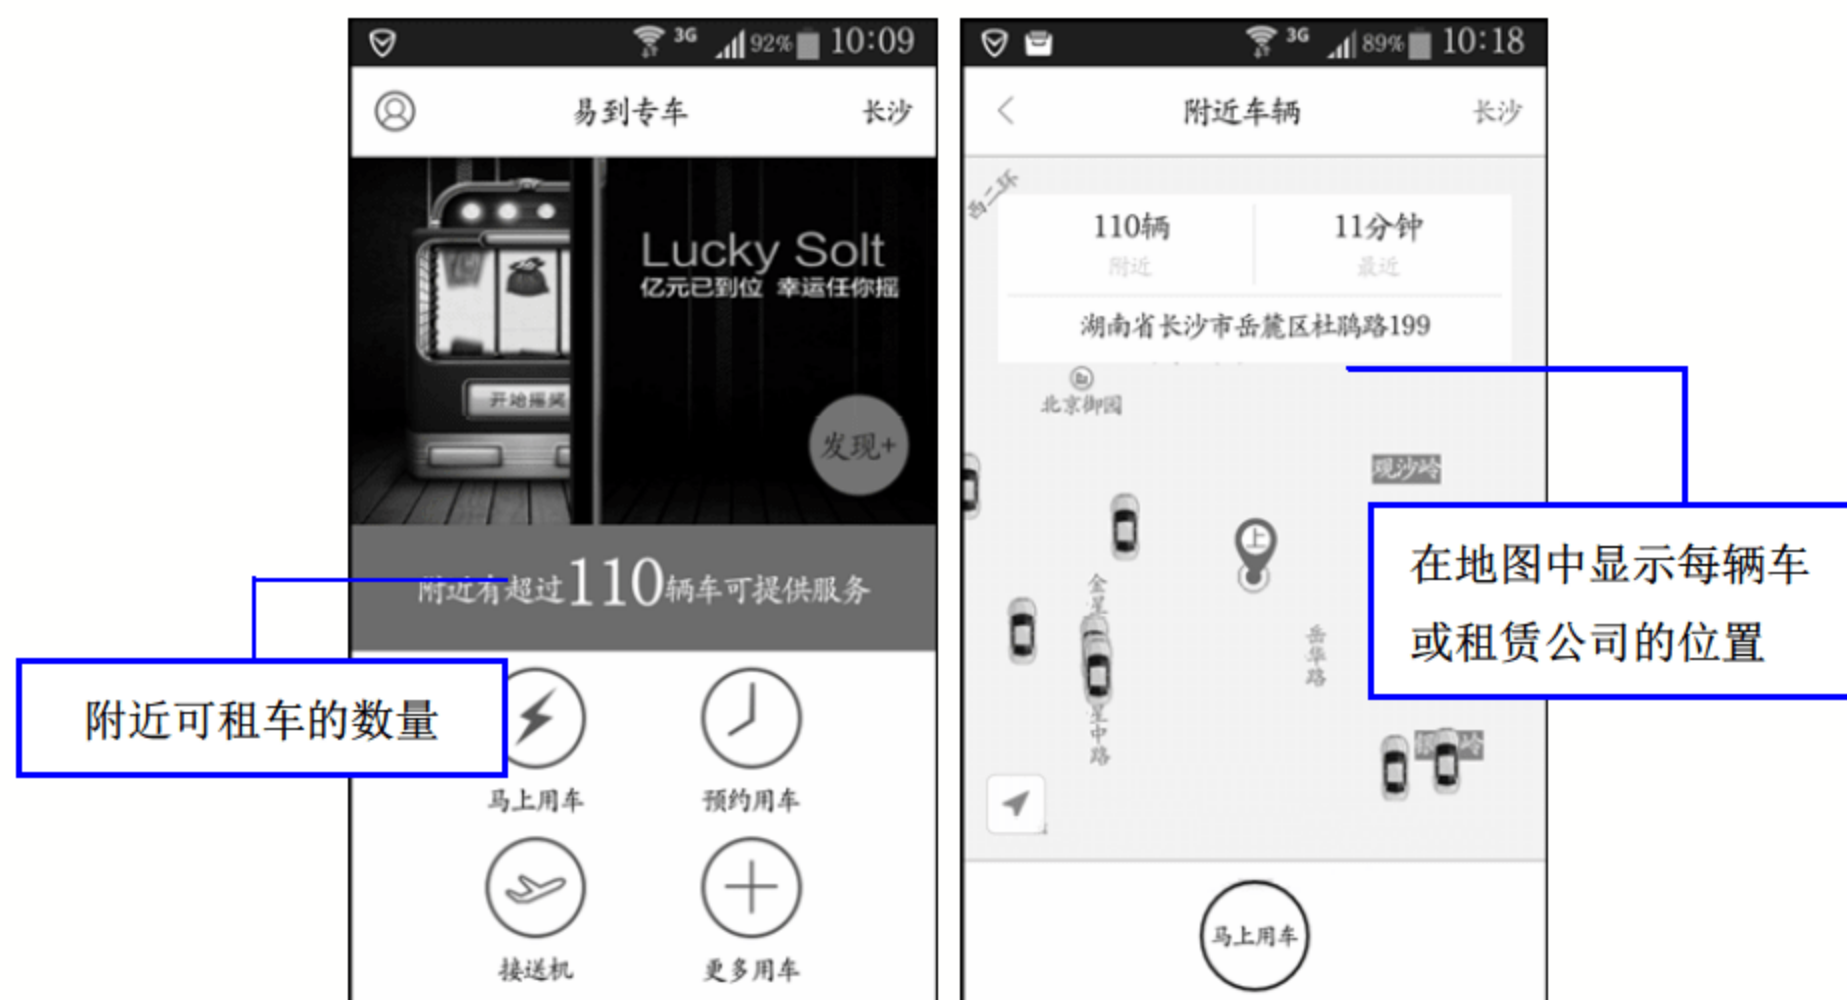 3G 92% 10:09
易到专车 长沙
Lucky Solt
亿元已到位 幸运任你摇
开始摇奖
发现+
附近有超过110辆车可提供服务
附近可租车的数量
马上用车 预约用车
接送机 更多用车
3G 89% 10:18
附近车辆 长沙
西二环
110辆 11分钟
附近 最近
湖南省长沙市岳麓区杜鹃路199
北京御园
观沙岭
上
在地图中显示每辆车
或租赁公司的位置
金星
岳华路
星中路
岭
马上用车